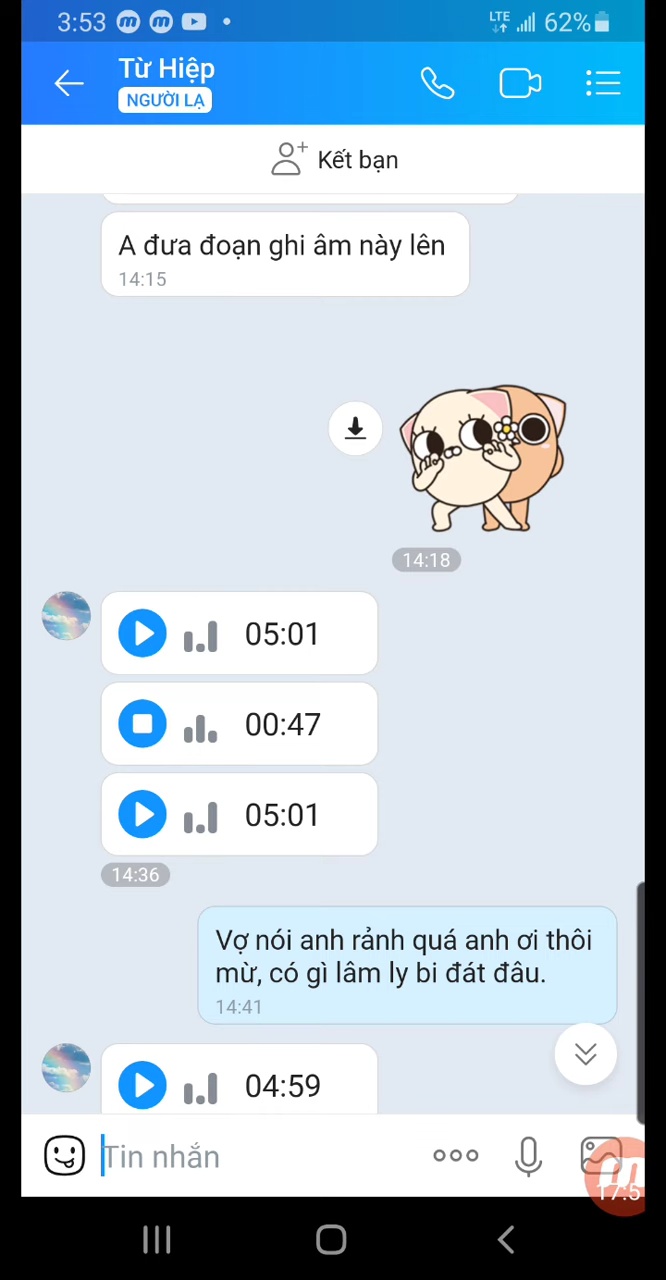 3:53 LTE 62%
Từ Hiệp
NGƯỜI LẠ
Kết bạn
A đưa đoạn ghi âm này lên
14:15
14:18
05:01
00:47
05:01
14:36
Vợ nói anh rảnh quá anh ơi thôi
mừ, có gì lâm ly bi đát đâu.
14:41
04:59
Tin nhắn
17:5